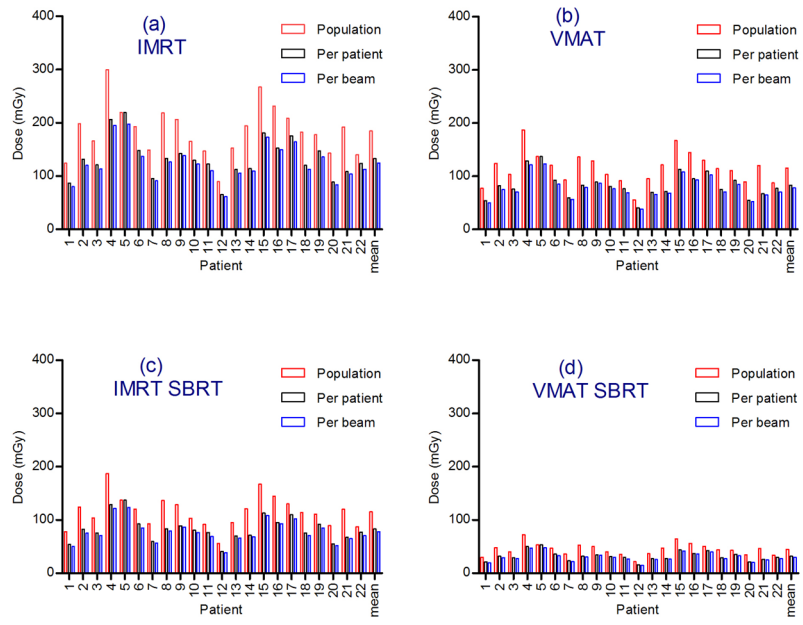 (a)
IMRT
Population
Per patient
Per beam
Dose (mGy)
400
300
200
100
0
1 2 3 4 5 6 7 8 9 10 11 12 13 14 15 16 17 18 19 20 21 22 mean
Patient
(b)
VMAT
Population
Per patient
Per beam
Dose (mGy)
400
300
200
100
0
1 2 3 4 5 6 7 8 9 10 11 12 13 14 15 16 17 18 19 20 21 22 mean
Patient
(c)
IMRT SBRT
Population
Per patient
Per beam
Dose (mGy)
400
300
200
100
0
1 2 3 4 5 6 7 8 9 10 11 12 13 14 15 16 17 18 19 20 21 22 mean
Patient
(d)
VMAT SBRT
Population
Per patient
Per beam
Dose (mGy)
400
300
200
100
0
1 2 3 4 5 6 7 8 9 10 11 12 13 14 15 16 17 18 19 20 21 22 mean
Patient